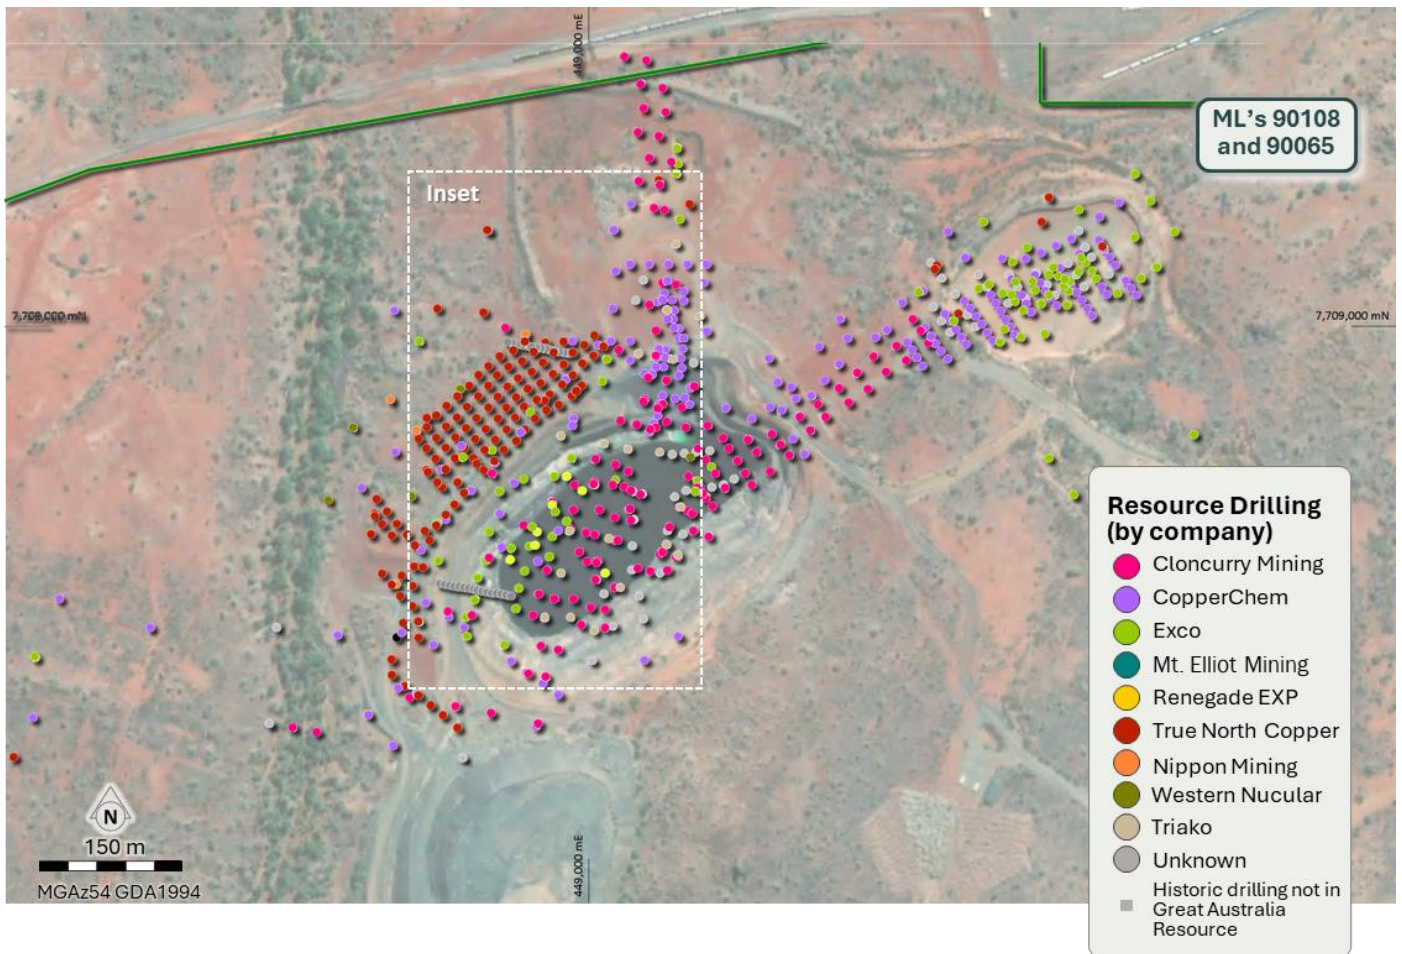 449,000 mE
ML's 90108
and 90065
Inset
7,709,000 mN
7,709,000 mN
Resource Drilling
(by company)
Cloncurry Mining
CopperChem
Exco
Mt. Elliot Mining
Renegade EXP
True North Copper
Nippon Mining
Western Nucular
Triako
Unknown
Historic drilling not in
Great Australia
Resource
N
150 m
MGAz54 GDA1994
449,000 mE